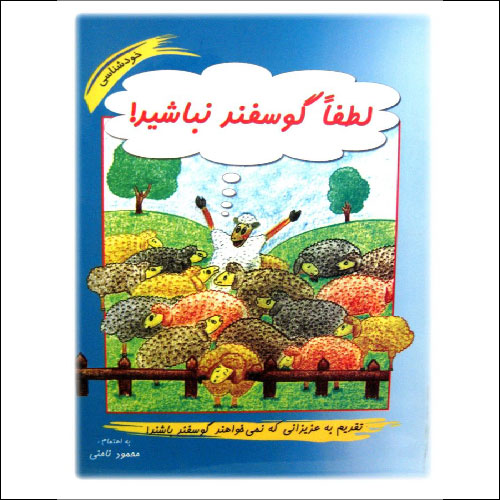 خودشناسی
لطفاً گوسفند نباشید!
تقدیم به عزیزانی که نمی‌خواهند گوسفند باشند!
به اهتمام:
محمود نامنی